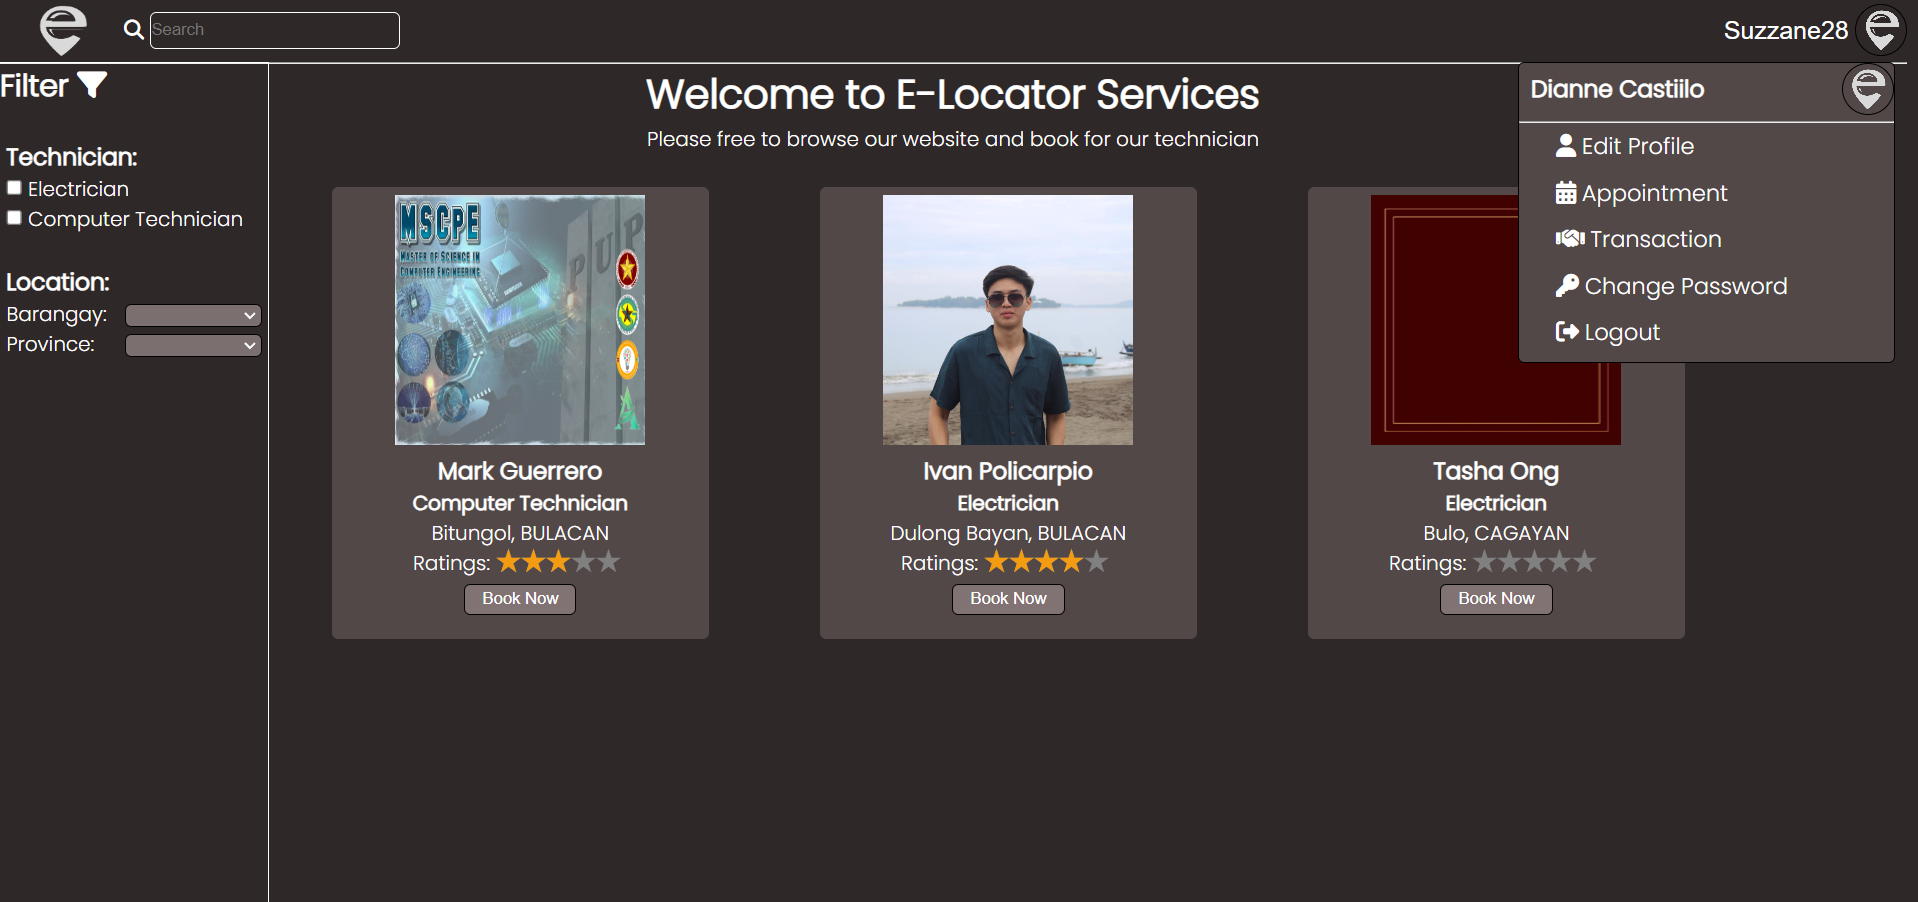 Search
Suzzane28
Filter
Technician:
Electrician
Computer Technician
Location:
Barangay:
Province:
Welcome to E-Locator Services
Please free to browse our website and book for our technician
Dianne Castiilo
Edit Profile
Appointment
Transaction
Change Password
Logout
MSCPE
MASTER OF SCIENCE IN
COMPUTER ENGINEERING
PUP
Mark Guerrero
Computer Technician
Bitungol, BULACAN
Ratings:
Book Now
Ivan Policarpio
Electrician
Dulong Bayan, BULACAN
Ratings:
Book Now
Tasha Ong
Electrician
Bulo, CAGAYAN
Ratings:
Book Now